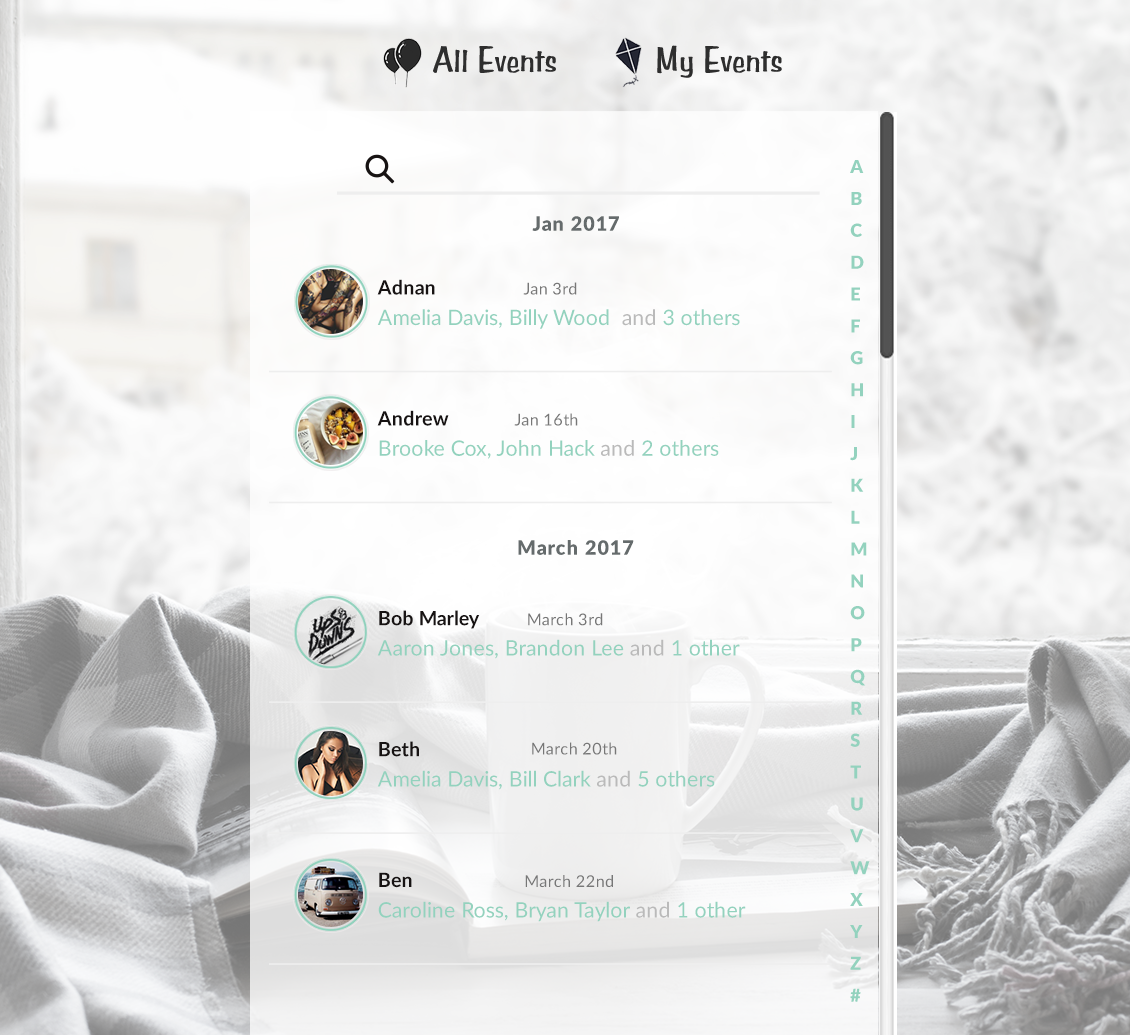 All Events
My Events
Jan 2017
Adnan
Jan 3rd
Amelia Davis, Billy Wood and 3 others
Andrew
Jan 16th
Brooke Cox, John Hack and 2 others
March 2017
Bob Marley
March 3rd
Aaron Jones, Brandon Lee and 1 other
UPS & DOWNS
Beth
March 20th
Amelia Davis, Bill Clark and 5 others
Ben
March 22nd
Caroline Ross, Bryan Taylor and 1 other
A
B
C
D
E
F
G
H
I
J
K
L
M
N
O
P
Q
R
S
T
U
V
W
X
Y
Z
#